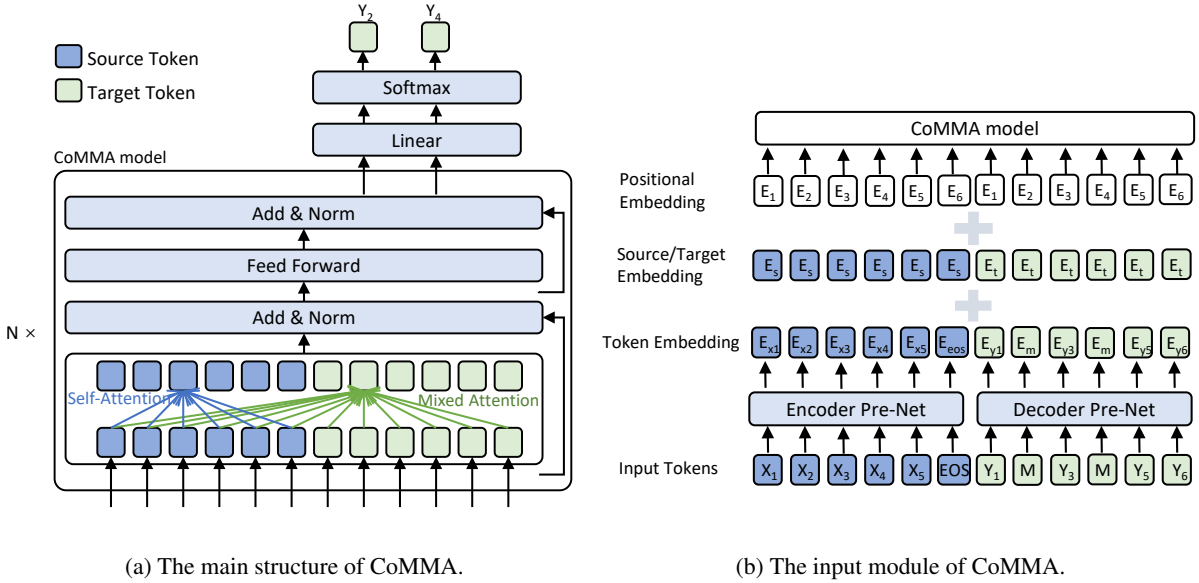 Y2 Y4
Source Token
Target Token
Softmax
Linear
CoMMA model
Add & Norm
Feed Forward
Add & Norm
N ×
Self-Attention
Mixed Attention
(a) The main structure of CoMMA.
CoMMA model
Positional
Embedding
E1 E2 E3 E4 E5 E6 E1 E2 E3 E4 E5 E6
Source/Target
Embedding
Es Es Es Es Es Es Et Et Et Et Et Et
Token Embedding
Ex1 Ex2 Ex3 Ex4 Ex5 Eeos Ey1 Em Ey3 Em Ey5 Ey6
Encoder Pre-Net
Decoder Pre-Net
Input Tokens
X1 X2 X3 X4 X5 EOS Y1 M Y3 M Y5 Y6
(b) The input module of CoMMA.